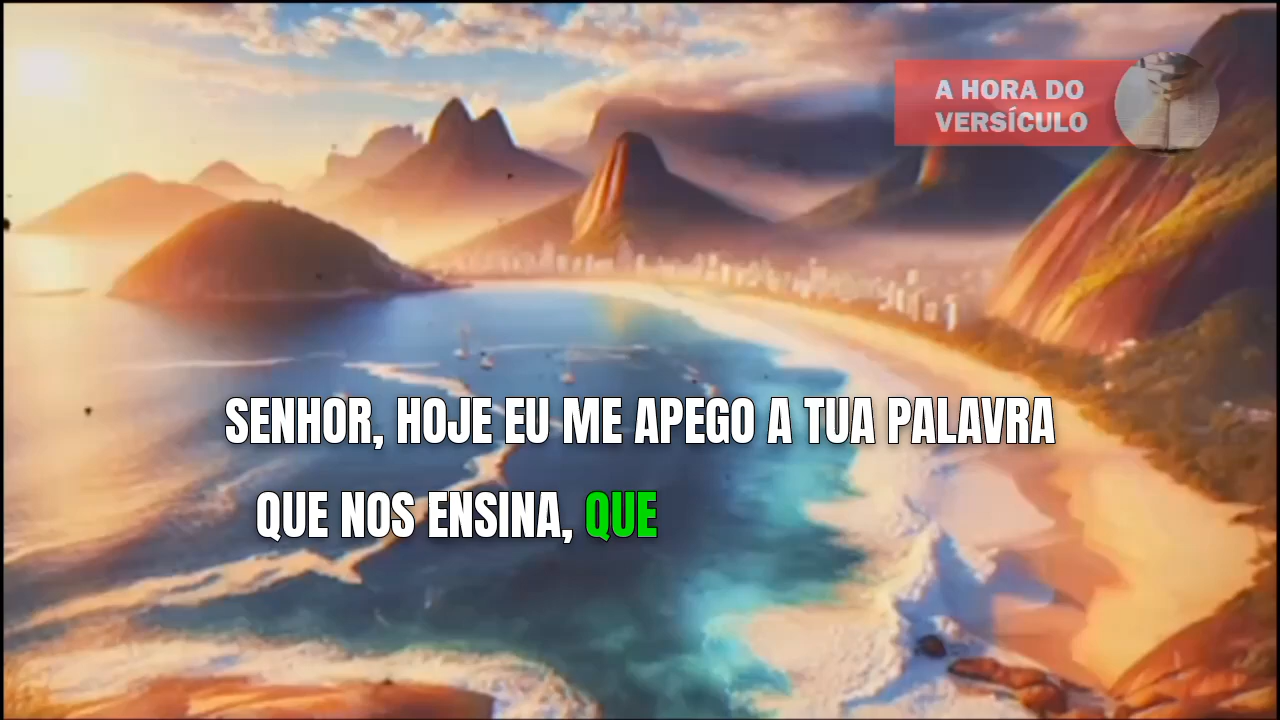 A HORA DO
VERSÍCULO
SENHOR, HOJE EU ME APEGO A TUA PALAVRA
QUE NOS ENSINA, QUE